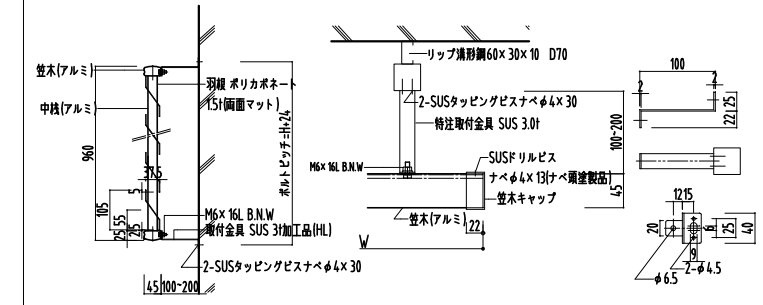 笠木(アルミ)
中桟(アルミ)
羽根 ポリカボネート
1.5t(両面マット)
ボルトピッチ=H+24
960
37.5
5
105
55
25
25
M6×16L B.N.W
取付金具 SUS 3t加工品(HL)
2-SUSタッピングビスナベφ4×30
45
100~200
リップ溝形鋼60×30×10 D70
2-SUSタッピングビスナベφ4×30
特注取付金具 SUS 3.0t
M6×16L B.N.W
SUSドリルビス
ナベφ4×13(ナベ頭塗製品)
笠木キャップ
笠木(アルミ)
22
W
100~200
45
100
2
2
25
22
12 15
20
6
25
40
9
2-φ4.5
φ6.5